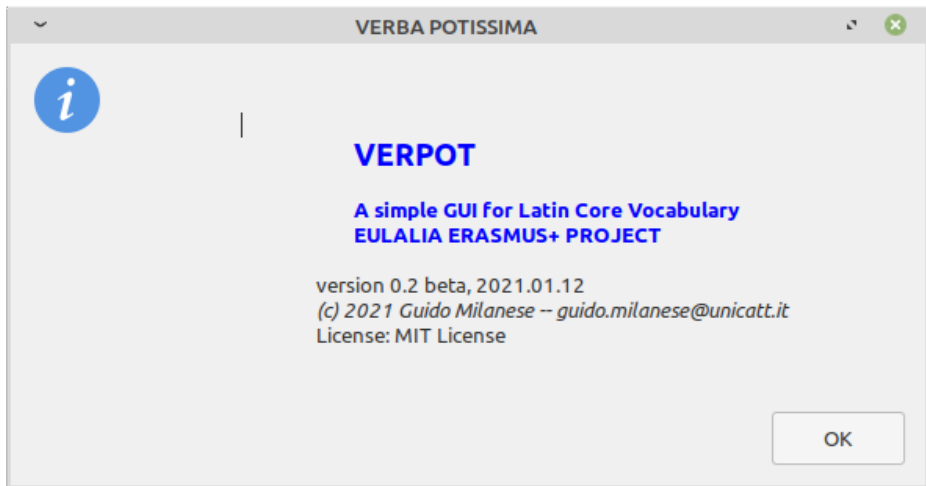 VERBA POTISSIMA
VERPOT
A simple GUI for Latin Core Vocabulary
EULALIA ERASMUS+ PROJECT
version 0.2 beta, 2021.01.12
(c) 2021 Guido Milanese -- guido.milanese@unicatt.it
License: MIT License
OK